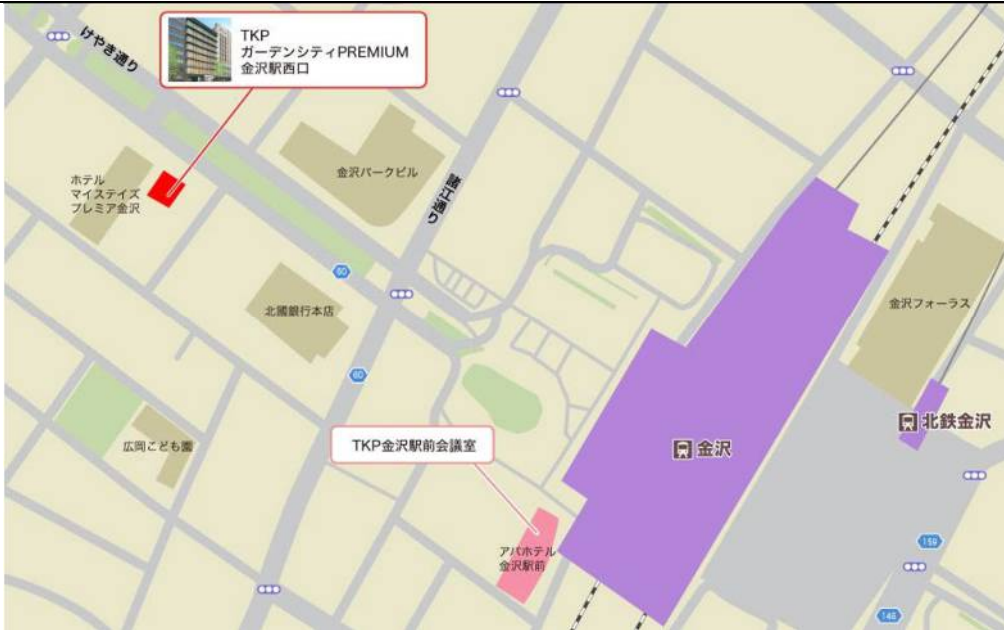 けやき通り
TKP
ガーデンシティPREMIUM
金沢駅西口
金沢パークビル
諸江通り
ホテル
マイステイズ
プレミア金沢
60
北國銀行本店
金沢フォーラス
60
北鉄金沢
広岡こども園
TKP金沢駅前会議室
金沢
アパホテル
金沢駅前
159
146